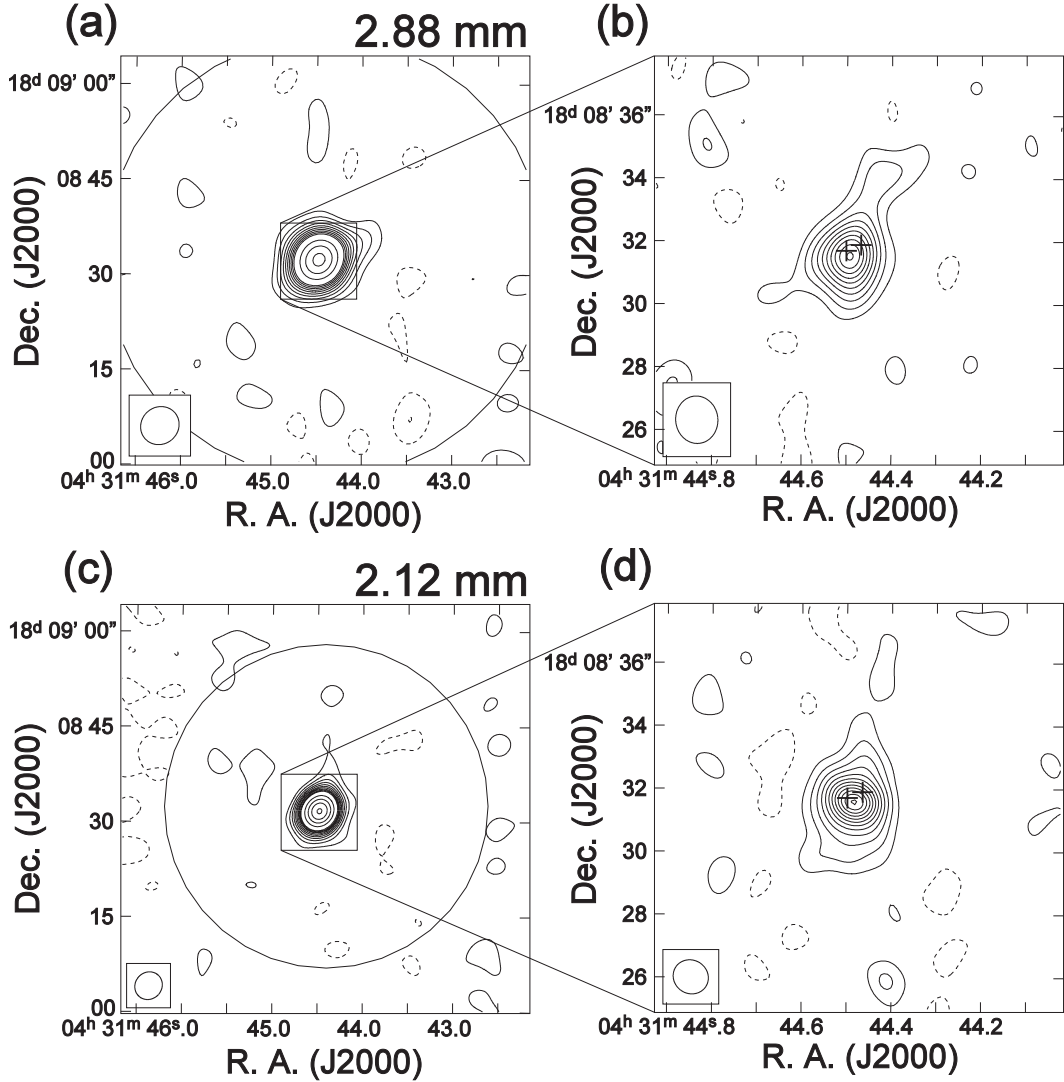 (a)
2.88 mm
(b)
18ᵈ 09’ 00”
08 45
30
15
00
Dec. (J2000)
04ʰ 31ᵐ 46ˢ.0
45.0
44.0
43.0
R. A. (J2000)
18ᵈ 08’ 36”
34
32
30
28
26
Dec. (J2000)
04ʰ 31ᵐ 44ˢ.8
44.6
44.4
44.2
R. A. (J2000)
(c)
2.12 mm
(d)
18ᵈ 09’ 00”
08 45
30
15
00
Dec. (J2000)
04ʰ 31ᵐ 46ˢ.0
45.0
44.0
43.0
R. A. (J2000)
18ᵈ 08’ 36”
34
32
30
28
26
Dec. (J2000)
04ʰ 31ᵐ 44ˢ.8
44.6
44.4
44.2
R. A. (J2000)